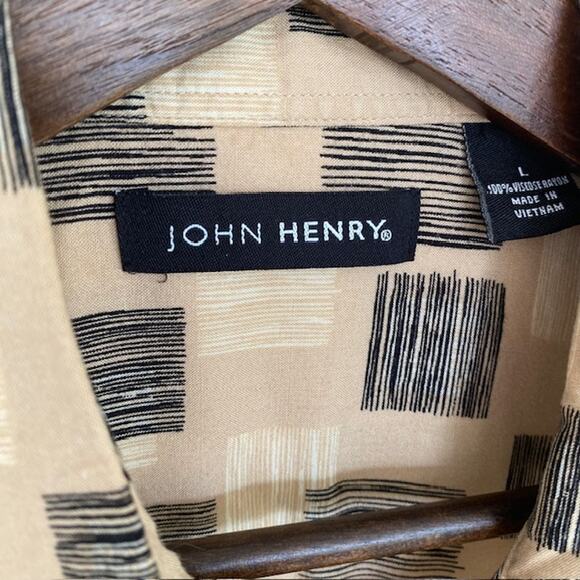 JOHN HENRY®
L
100% VISCOSE RAYON
MADE IN
VIETNAM